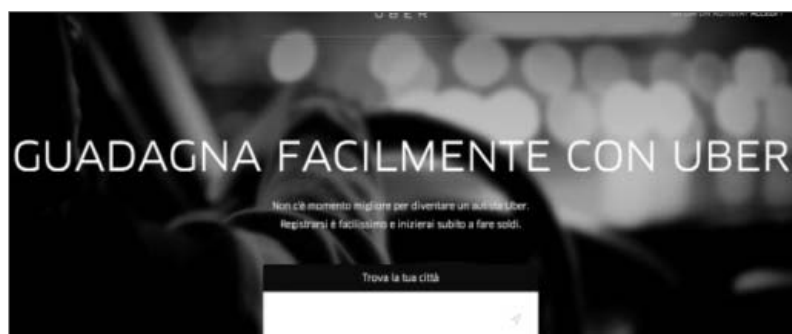 UBER
GUADAGNA FACILMENTE CON UBER
Non c'è momento migliore per diventare un autista Uber.
Registrarsi è facilissimo e inizierai subito a fare soldi.
Trova la tua città